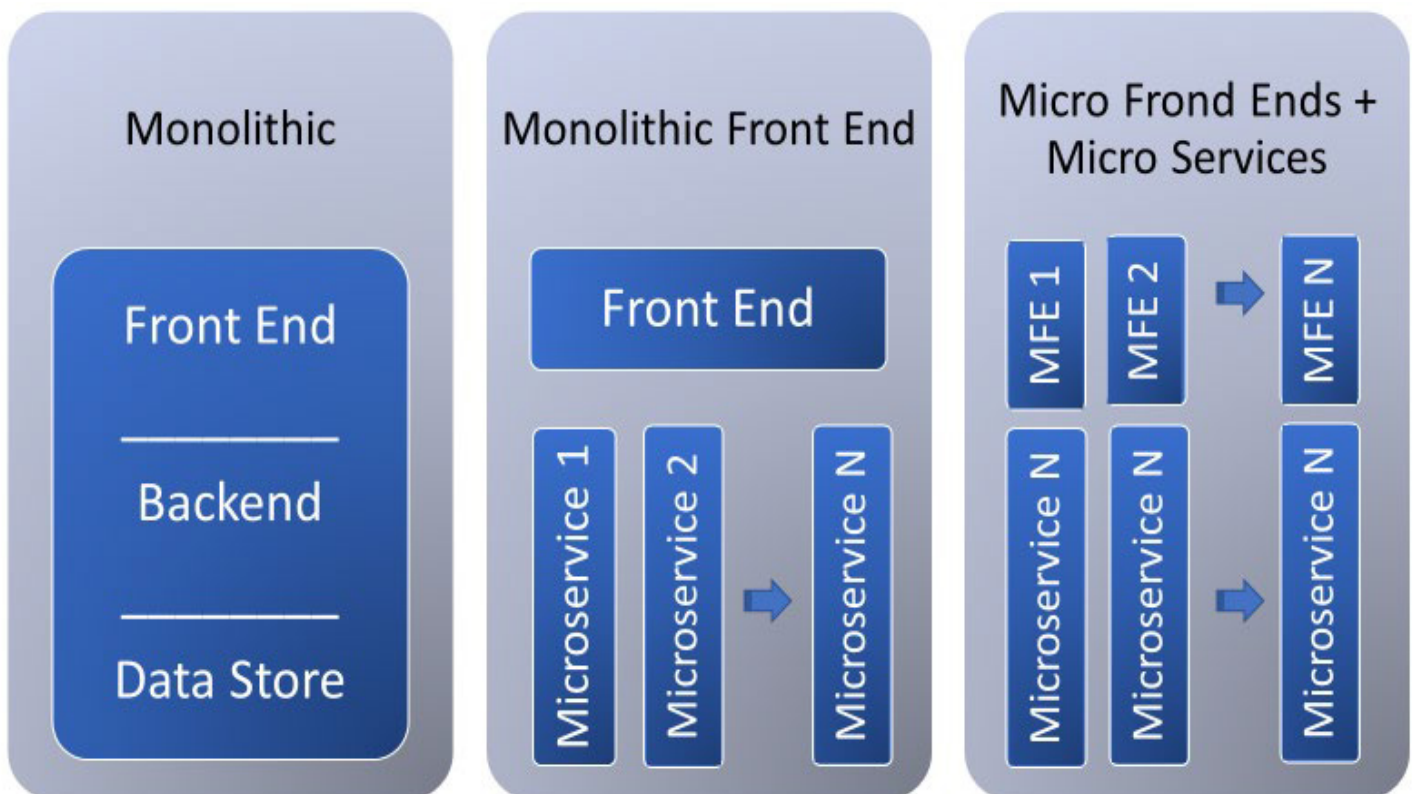 Monolithic
Front End
Backend
Data Store
Monolithic Front End
Front End
Microservice 1
Microservice 2
Microservice N
Micro Frond Ends +
Micro Services
MFE 1
MFE 2
MFE N
Microservice N
Microservice N
Microservice N